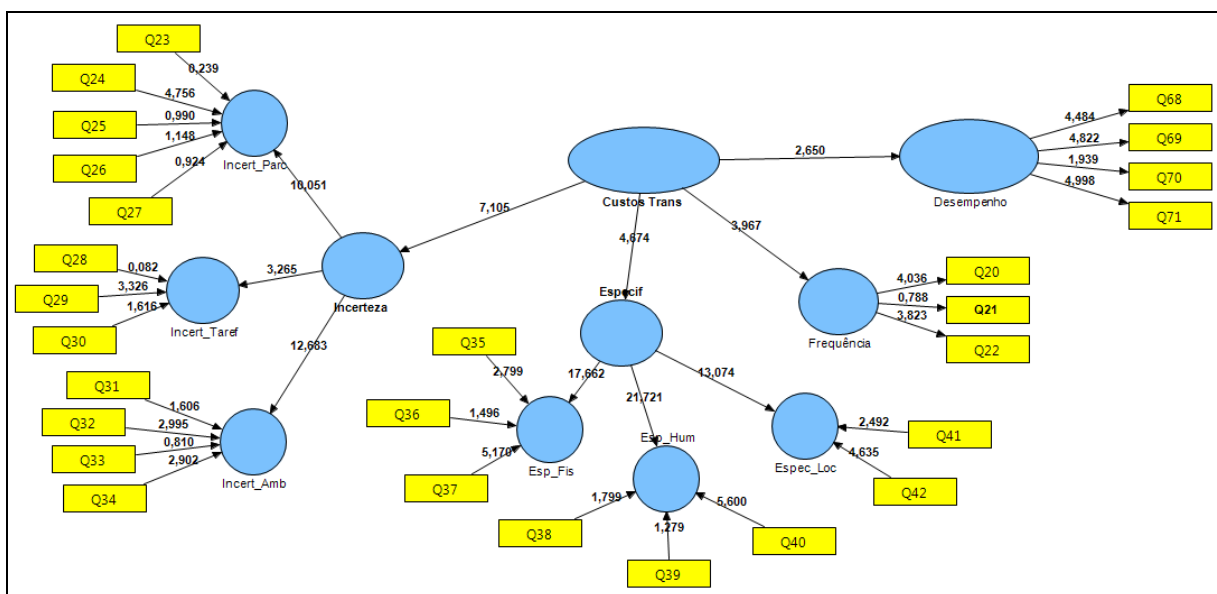 Q23
0,239
Q24
4,756
Q25
0,990
Q26
1,148
Q27
0,924
Incert_Parc
10,051
Q28
0,082
Q29
3,326
Q30
1,616
Incert_Taref
3,265
Incerteza
7,105
12,683
Q31
1,606
Q32
2,995
Q33
0,810
Q34
2,902
Incert_Amb
Custos Trans
2,650
Desempenho
4,484
Q68
4,822
Q69
1,939
Q70
4,998
Q71
3,967
4,674
Frequência
4,036
Q20
0,788
Q21
3,823
Q22
Especif
17,662
21,721
13,074
Q35
2,799
Q36
1,496
Q37
5,170
Esp_Fis
Esp_Hum
Q38
1,799
Q39
1,279
Q40
5,600
Espec_Loc
2,492
Q41
4,635
Q42